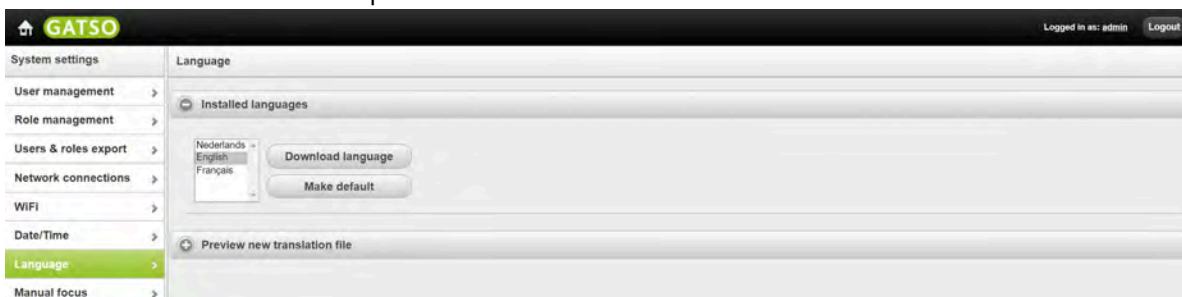 GATSO
Logged in as: admin Logout
System settings
Language
User management
Role management
Users & roles export
Network connections
WiFi
Date/Time
Language
Manual focus
Installed languages
Nederlands
English
Français
Download language
Make default
Preview new translation file